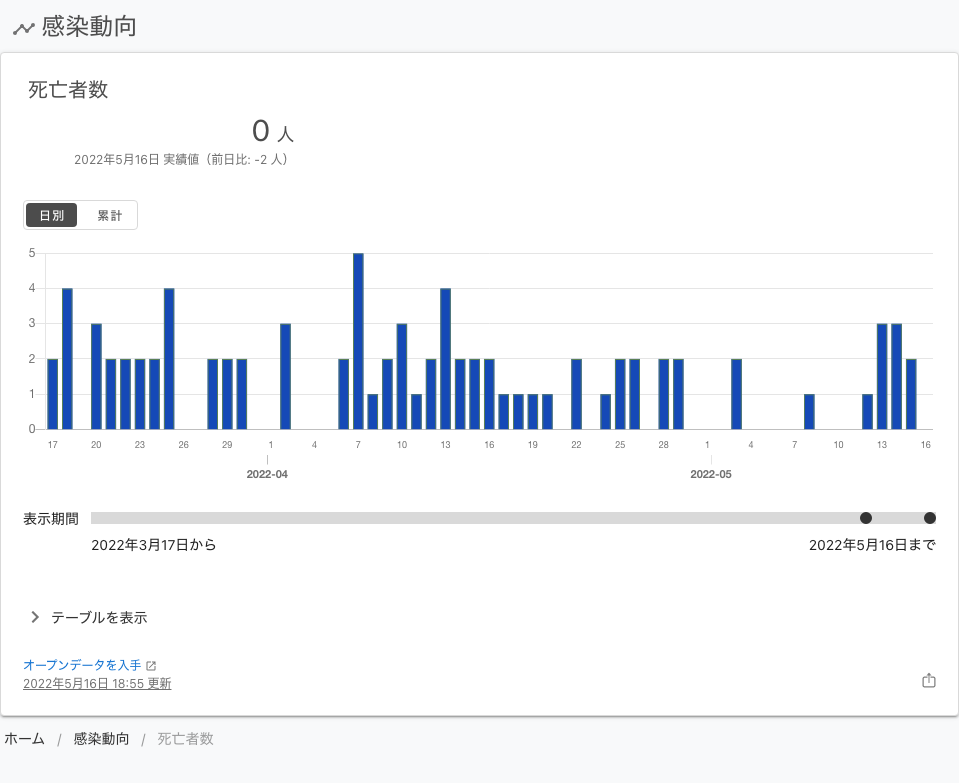 感染動向
死亡者数
0 人
2022年5月16日 実績値（前日比: -2 人）
日別 累計
5
4
3
2
1
0
17 20 23 26 29 1 4 7 10 13 16 19 22 25 28 1 4 7 10 13 16
2022-04 2022-05
表示期間
2022年3月17日から 2022年5月16日まで
テーブルを表示
オープンデータを入手
2022年5月16日 18:55 更新
ホーム / 感染動向 / 死亡者数